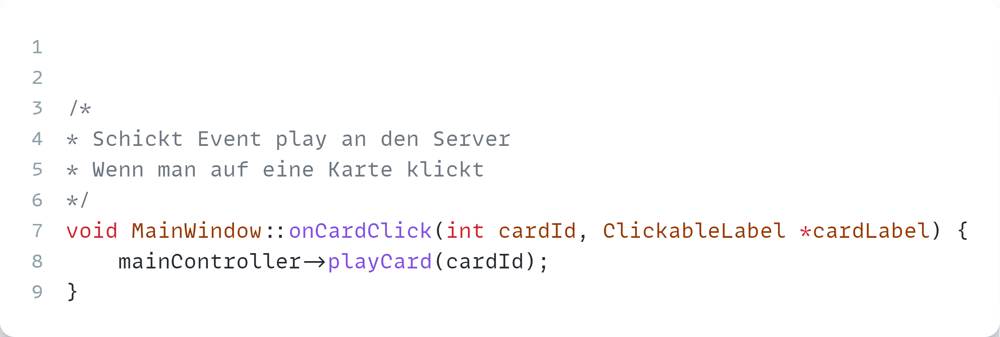 1
2
3 /*
4 * Schickt Event play an den Server
5 * Wenn man auf eine Karte klickt
6 */
7 void MainWindow::onCardClick(int cardId, ClickableLabel *cardLabel) {
8     mainController->playCard(cardId);
9 }